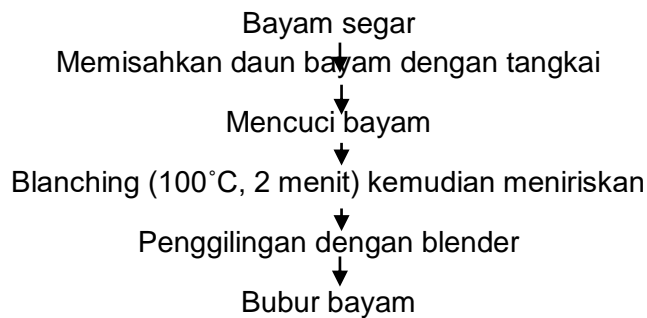 Bayam segar
Memisahkan daun bayam dengan tangkai
Mencuci bayam
Blanching (100˚C, 2 menit) kemudian meniriskan
Penggilingan dengan blender
Bubur bayam